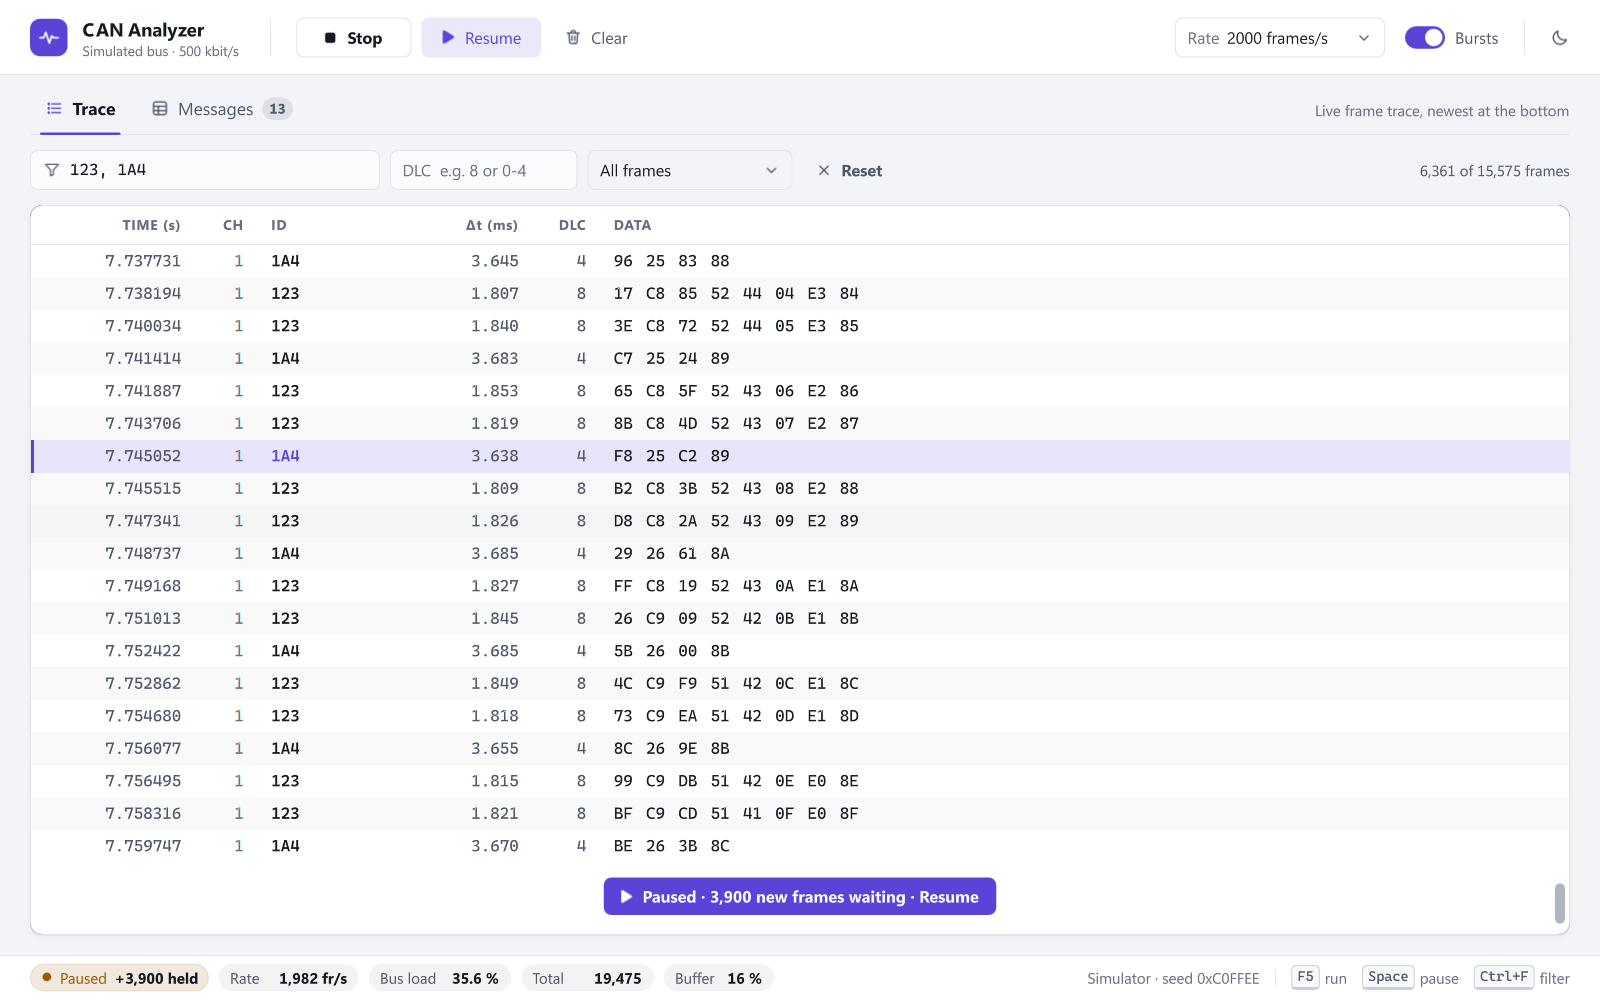 CAN Analyzer
Simulated bus · 500 kbit/s
Stop
Resume
Clear
Rate 2000 frames/s
Bursts
Trace
Messages 13
Live frame trace, newest at the bottom
123, 1A4
DLC e.g. 8 or 0-4
All frames
Reset
6,361 of 15,575 frames
TIME (s) CH ID Δt (ms) DLC DATA
7.737731 1 1A4 3.645 4 96 25 83 88
7.738194 1 123 1.807 8 17 C8 85 52 44 04 E3 84
7.740034 1 123 1.840 8 3E C8 72 52 44 05 E3 85
7.741414 1 1A4 3.683 4 C7 25 24 89
7.741887 1 123 1.853 8 65 C8 5F 52 43 06 E2 86
7.743706 1 123 1.819 8 8B C8 4D 52 43 07 E2 87
7.745052 1 1A4 3.638 4 F8 25 C2 89
7.745515 1 123 1.809 8 B2 C8 3B 52 43 08 E2 88
7.747341 1 123 1.826 8 D8 C8 2A 52 43 09 E2 89
7.748737 1 1A4 3.685 4 29 26 61 8A
7.749168 1 123 1.827 8 FF C8 19 52 43 0A E1 8A
7.751013 1 123 1.845 8 26 C9 09 52 42 0B E1 8B
7.752422 1 1A4 3.685 4 5B 26 00 8B
7.752862 1 123 1.849 8 4C C9 F9 51 42 0C E1 8C
7.754680 1 123 1.818 8 73 C9 EA 51 42 0D E1 8D
7.756077 1 1A4 3.655 4 8C 26 9E 8B
7.756495 1 123 1.815 8 99 C9 DB 51 42 0E E0 8E
7.758316 1 123 1.821 8 BF C9 CD 51 41 0F E0 8F
7.759747 1 1A4 3.670 4 BE 26 3B 8C
Paused · 3,900 new frames waiting · Resume
Paused +3,900 held
Rate 1,982 fr/s
Bus load 35.6 %
Total 19,475
Buffer 16 %
Simulator · seed 0xC0FFEE
F5 run
Space pause
Ctrl+F filter